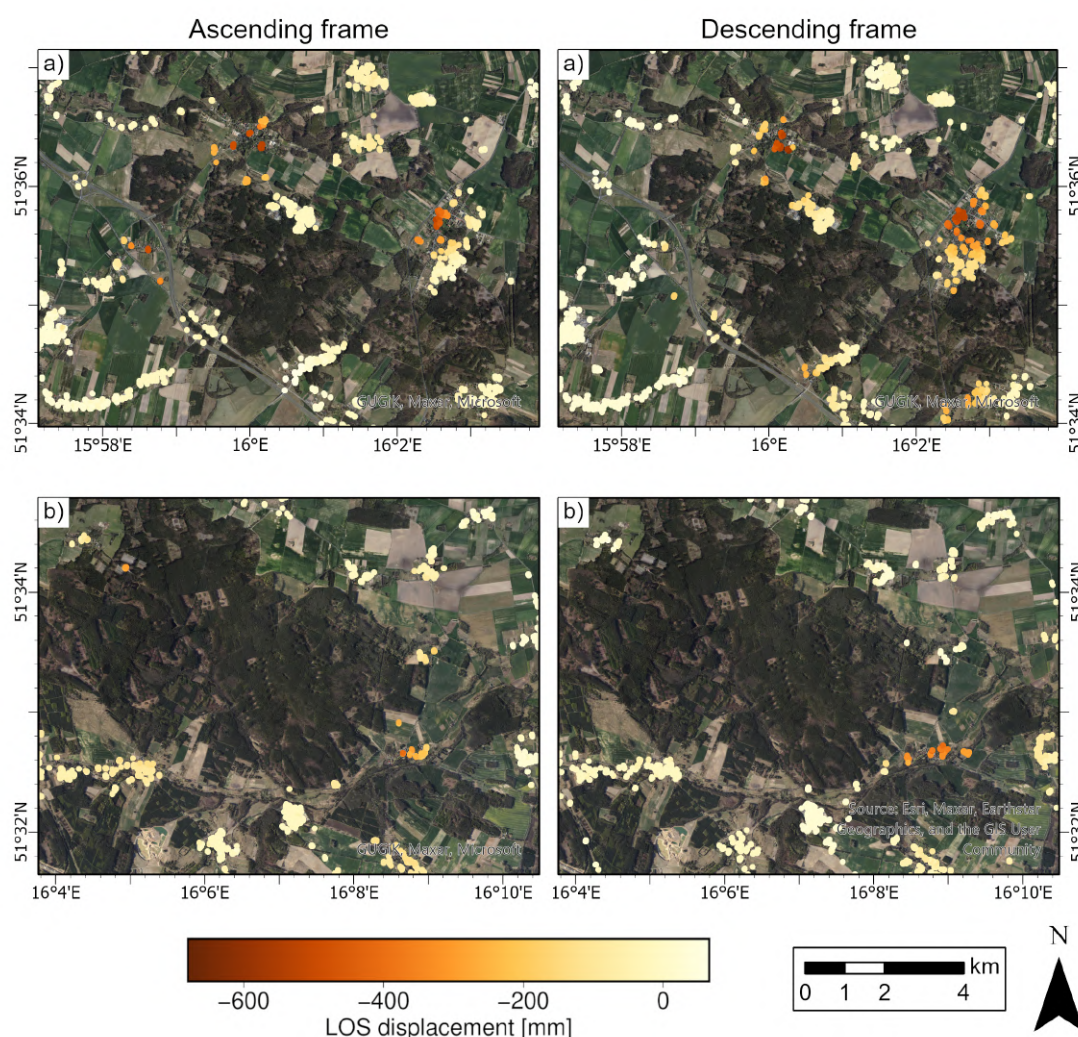 Ascending frame
Descending frame
a)
a)
51°36'N
51°34'N
51°36'N
51°34'N
GUGIK, Maxar, Microsoft
GUGIK, Maxar, Microsoft
15°58'E
16°E
16°2'E
15°58'E
16°E
16°2'E
b)
b)
51°34'N
51°32'N
51°34'N
51°32'N
GUGIK, Maxar, Microsoft
Source: Esri, Maxar, Earthstar
Geographics, and the GIS User
Community
16°4'E
16°6'E
16°8'E
16°10'E
16°4'E
16°6'E
16°8'E
16°10'E
−600
−400
−200
0
LOS displacement [mm]
km
0
1
2
4
N